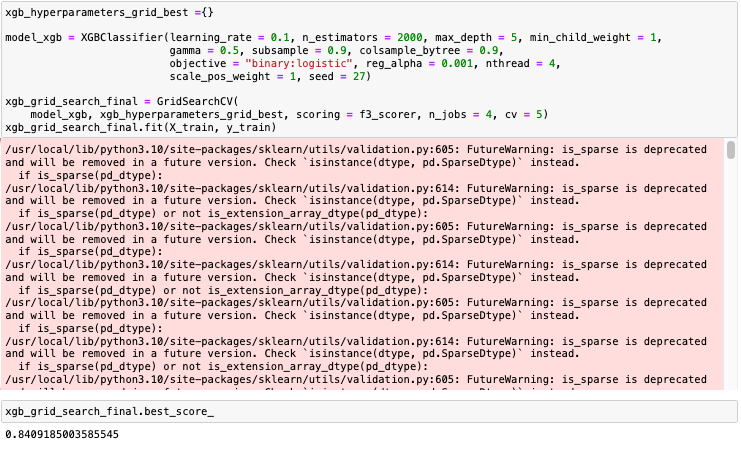 xgb_hyperparameters_grid_best ={}
model_xgb = XGBClassifier(learning_rate = 0.1, n_estimators = 2000, max_depth = 5, min_child_weight = 1,
gamma = 0.5, subsample = 0.9, colsample_bytree = 0.9,
objective = "binary:logistic", reg_alpha = 0.001, nthread = 4,
scale_pos_weight = 1, seed = 27)
xgb_grid_search_final = GridSearchCV(
model_xgb, xgb_hyperparameters_grid_best, scoring = f3_scorer, n_jobs = 4, cv = 5)
xgb_grid_search_final.fit(X_train, y_train)
/usr/local/lib/python3.10/site-packages/sklearn/utils/validation.py:605: FutureWarning: is_sparse is deprecated
and will be removed in a future version. Check `isinstance(dtype, pd.SparseDtype)` instead.
if is_sparse(pd_dtype):
/usr/local/lib/python3.10/site-packages/sklearn/utils/validation.py:614: FutureWarning: is_sparse is deprecated
and will be removed in a future version. Check `isinstance(dtype, pd.SparseDtype)` instead.
if is_sparse(pd_dtype) or not is_extension_array_dtype(pd_dtype):
/usr/local/lib/python3.10/site-packages/sklearn/utils/validation.py:605: FutureWarning: is_sparse is deprecated
and will be removed in a future version. Check `isinstance(dtype, pd.SparseDtype)` instead.
if is_sparse(pd_dtype):
/usr/local/lib/python3.10/site-packages/sklearn/utils/validation.py:614: FutureWarning: is_sparse is deprecated
and will be removed in a future version. Check `isinstance(dtype, pd.SparseDtype)` instead.
if is_sparse(pd_dtype) or not is_extension_array_dtype(pd_dtype):
/usr/local/lib/python3.10/site-packages/sklearn/utils/validation.py:605: FutureWarning: is_sparse is deprecated
and will be removed in a future version. Check `isinstance(dtype, pd.SparseDtype)` instead.
if is_sparse(pd_dtype):
/usr/local/lib/python3.10/site-packages/sklearn/utils/validation.py:614: FutureWarning: is_sparse is deprecated
and will be removed in a future version. Check `isinstance(dtype, pd.SparseDtype)` instead.
if is_sparse(pd_dtype) or not is_extension_array_dtype(pd_dtype):
/usr/local/lib/python3.10/site-packages/sklearn/utils/validation.py:605: FutureWarning: is_sparse is deprecated
xgb_grid_search_final.best_score_
0.8409185003585545